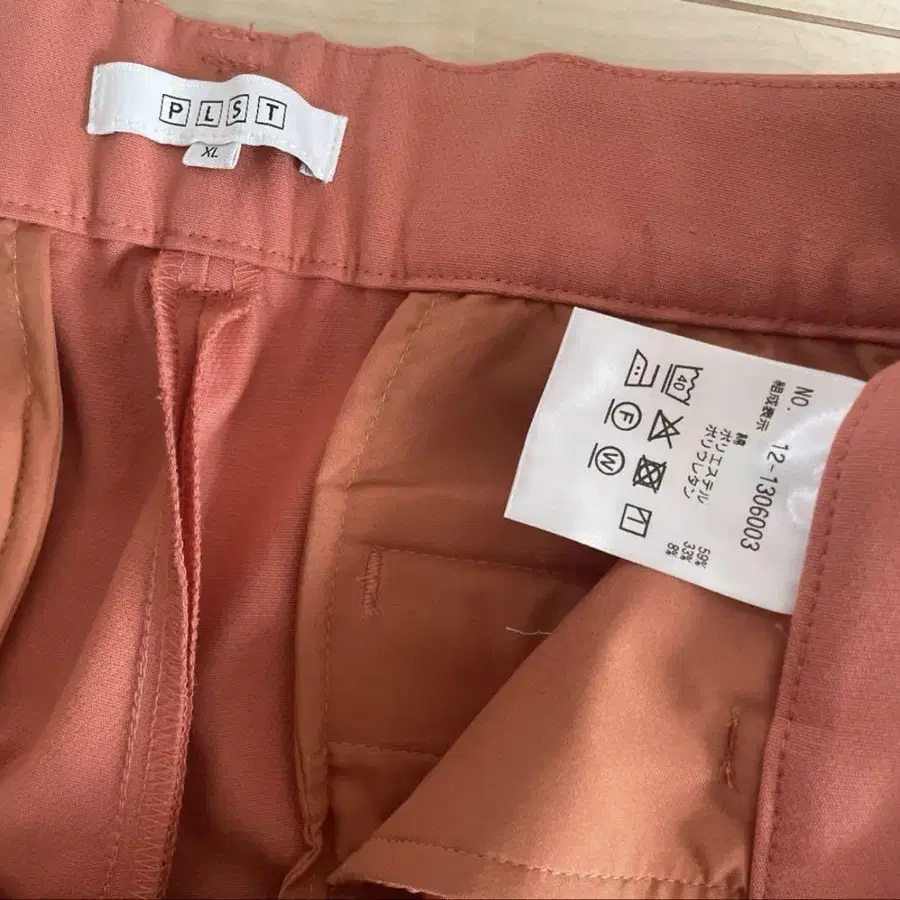 PLST
XL
NO. 12-1306003
組成表示
綿 59%
ポリエステル 33%
ポリウレタン 8%
40
F
W